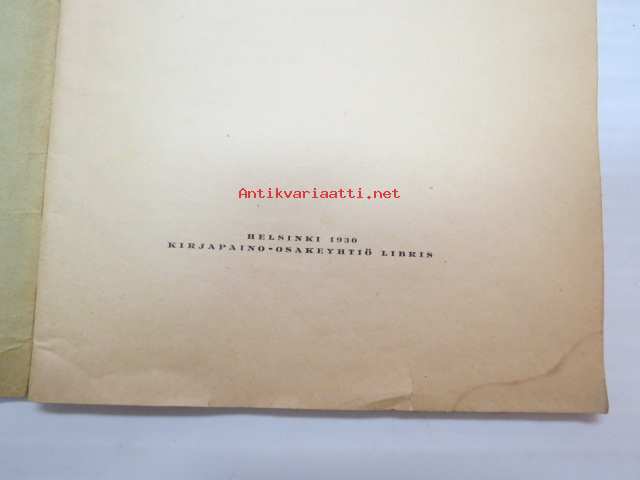 Antikvariaatti.net
HELSINKI 1930
KIRJAPAINO-OSAKEYHTIÖ LIBRIS